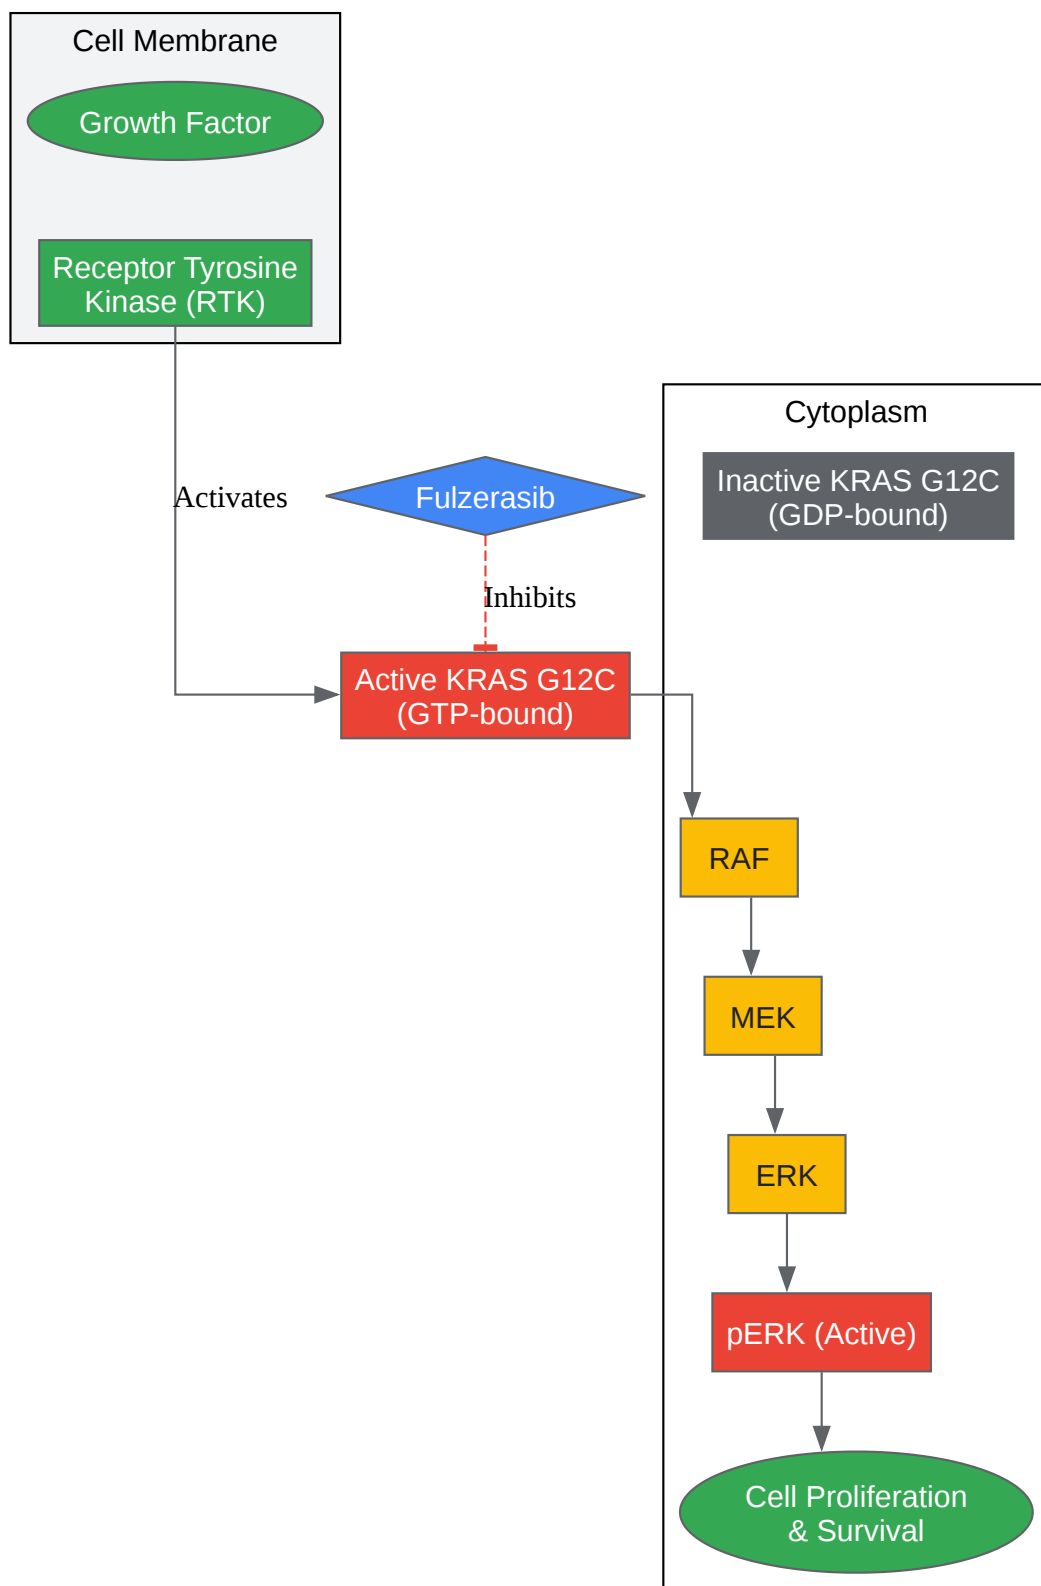 Cell Membrane
Growth Factor
Receptor Tyrosine
Kinase (RTK)
Cytoplasm
Inactive KRAS G12C
(GDP-bound)
Activates
Fulzerasib
Inhibits
Active KRAS G12C
(GTP-bound)
RAF
MEK
ERK
pERK (Active)
Cell Proliferation
& Survival